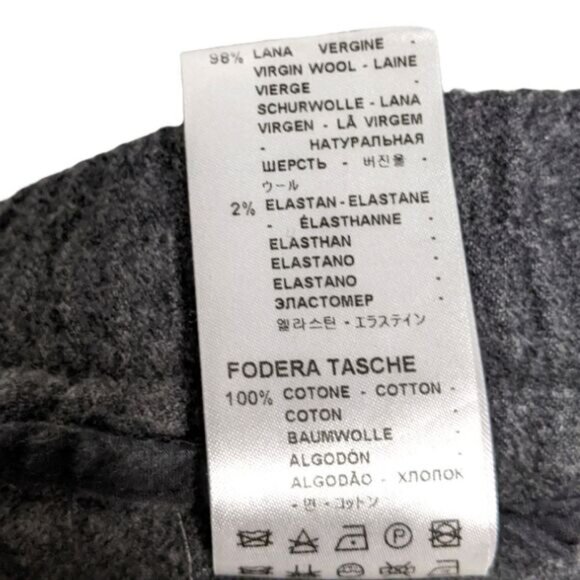 98% LANA VERGINE -
VIRGIN WOOL - LAINE
VIERGE -
SCHURWOLLE - LANA
VIRGEN - LÃ VIRGEM
- НАТУРАЛЬНАЯ
ШЕРСТЬ - 버진울 -
ウール
2% ELASTAN - ELASTANE
- ÉLASTHANNE -
ELASTHAN -
ELASTANO -
ELASTANO -
ЭЛАСТОМЕР -
엘라스틴 - エラステイン
FODERA TASCHE
100% COTONE - COTTON -
COTON -
BAUMWOLLE -
ALGODÓN -
ALGODÃO - ХЛОПОК
- 면 - コットン
P